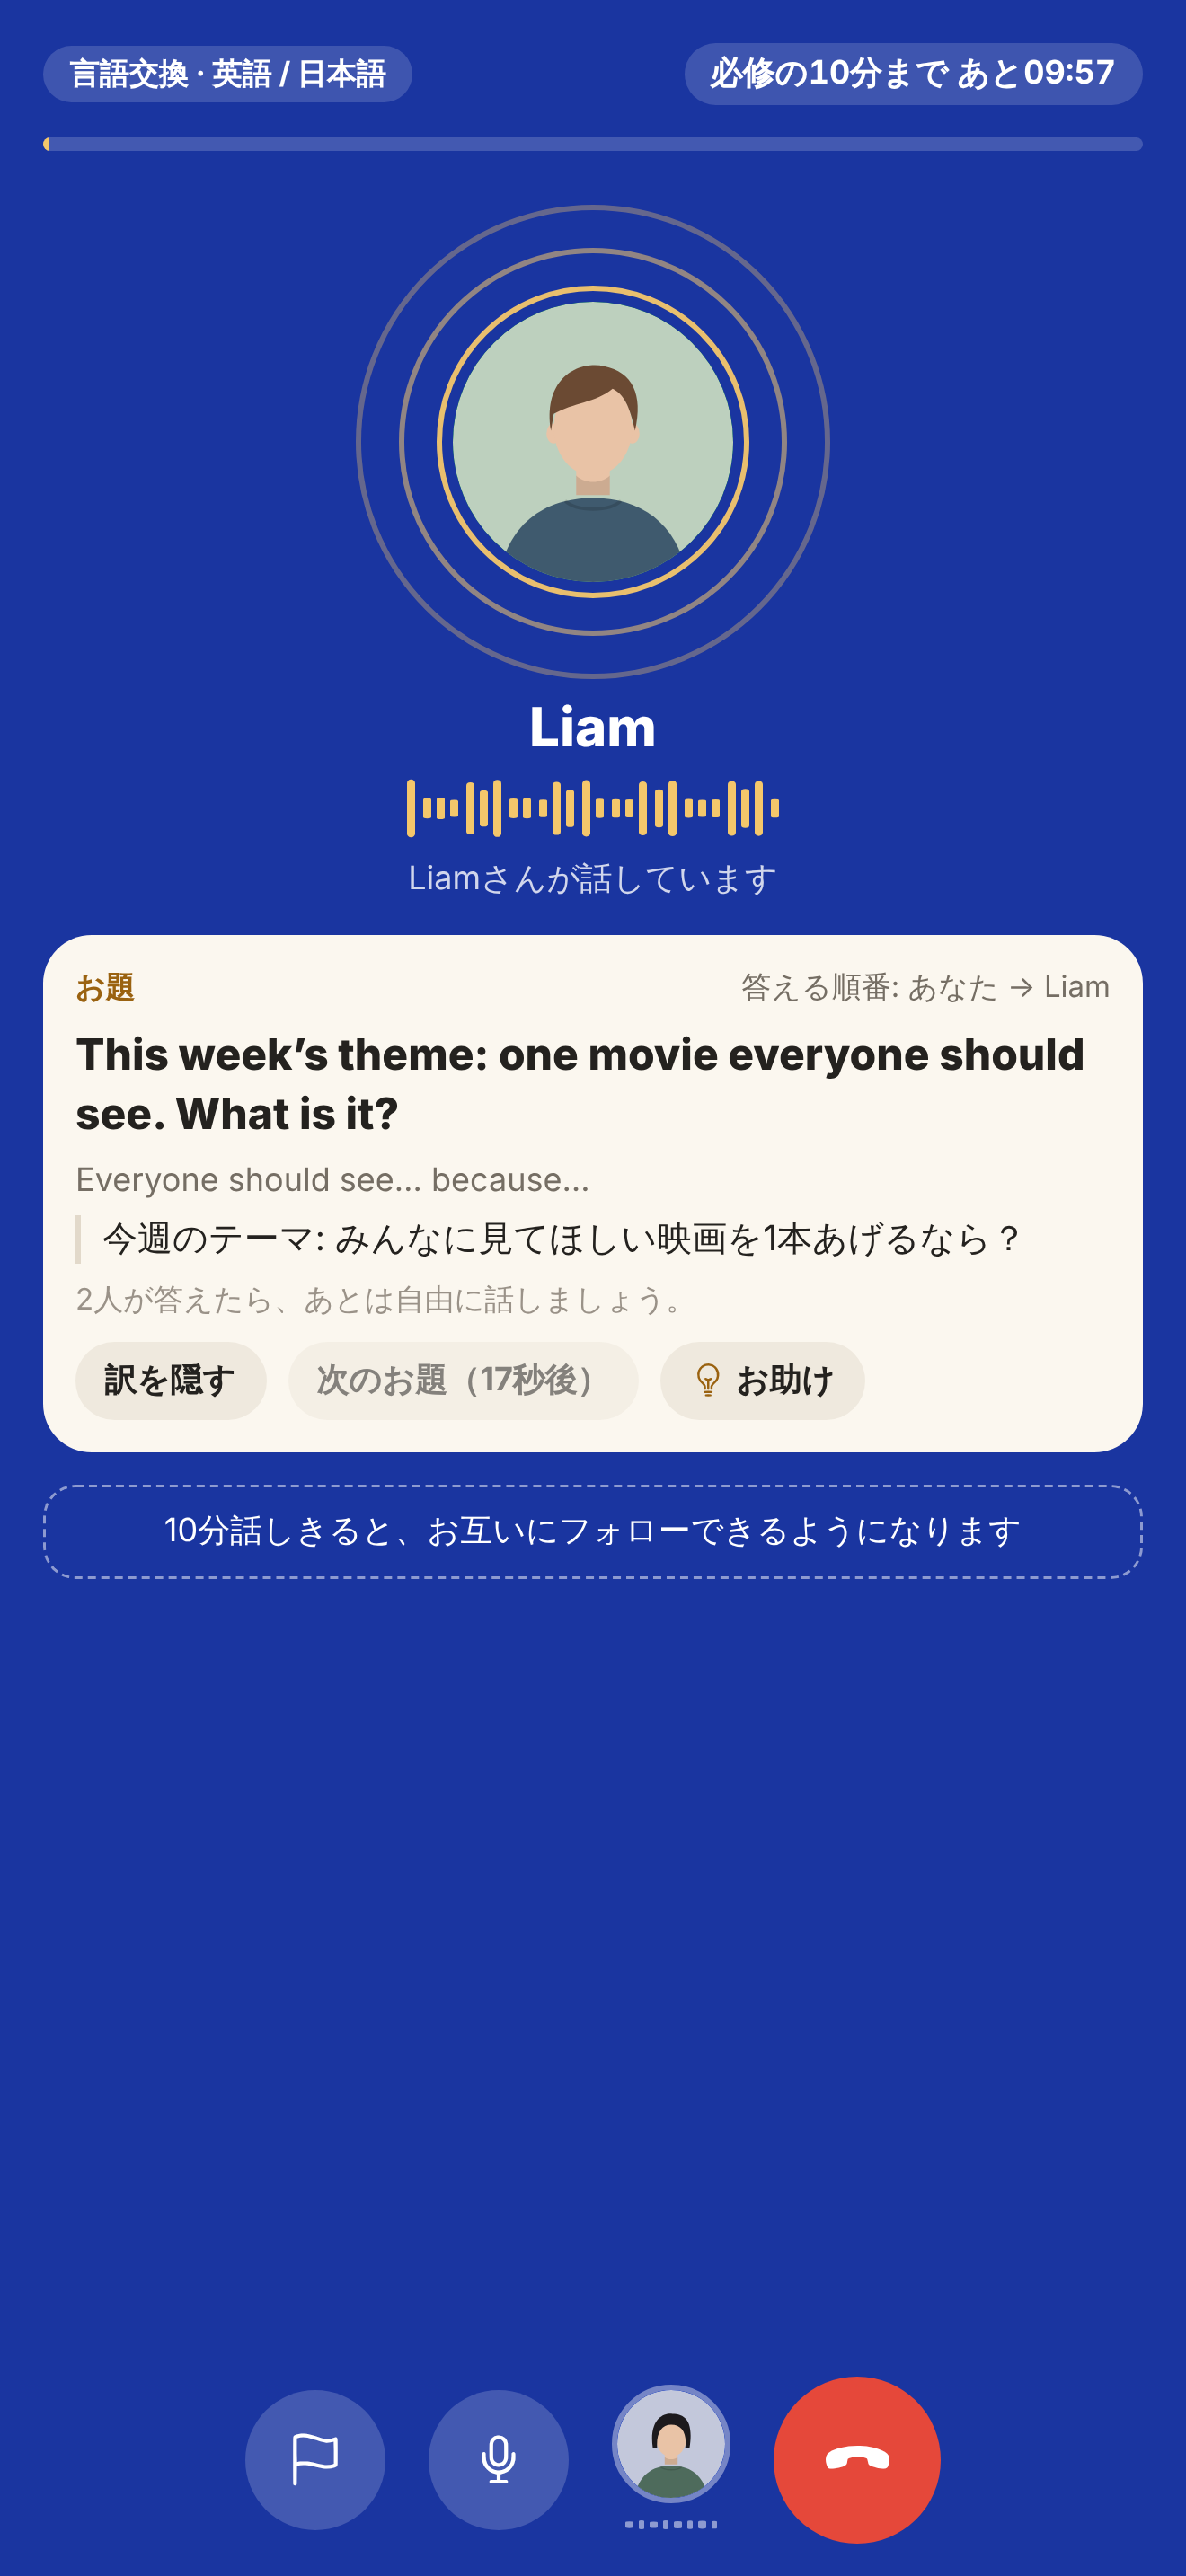 言語交換 · 英語 / 日本語
必修の10分まで あと09:57
Liam
Liamさんが話しています
お題
答える順番: あなた → Liam
This week’s theme: one movie everyone should
see. What is it?
Everyone should see... because...
今週のテーマ: みんなに見てほしい映画を1本あげるなら？
2人が答えたら、あとは自由に話しましょう。
訳を隠す
次のお題（17秒後）
お助け
10分話しきると、お互いにフォローできるようになります